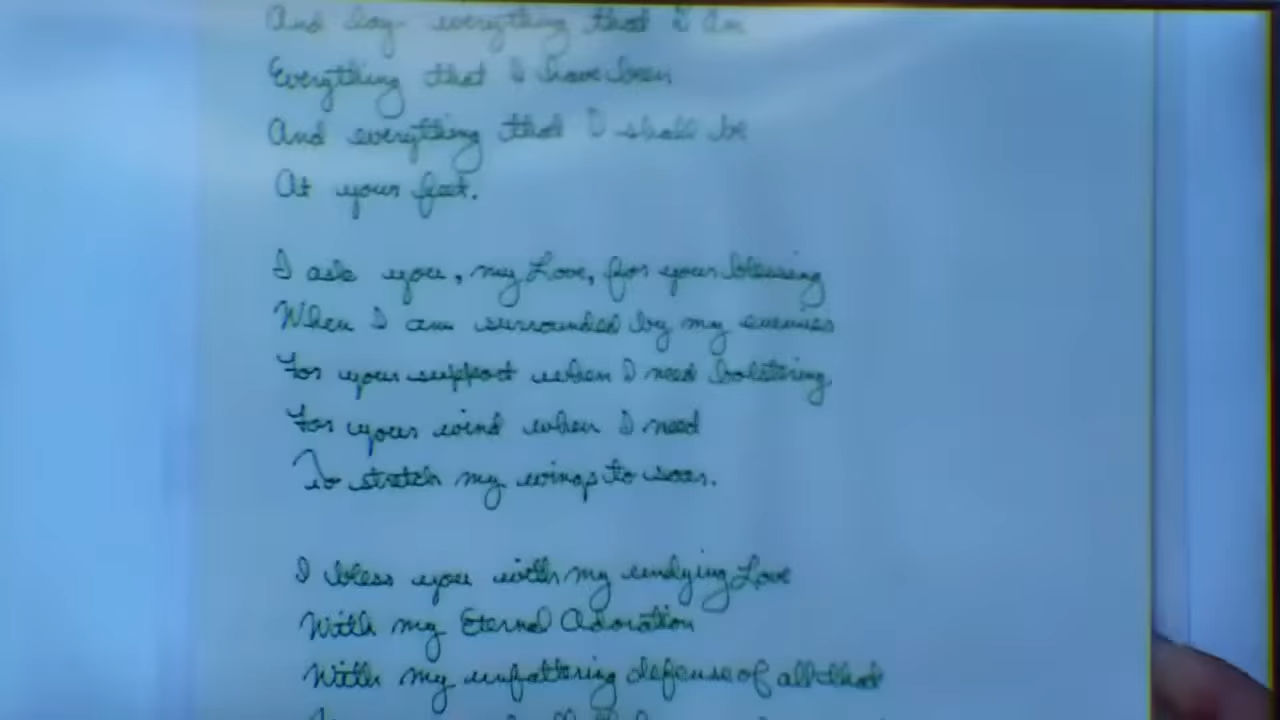 And lay everything that I am
Everything that I have been
And everything that I shall be
At your feet.
I ask you, my Love, for your blessing
When I am surrounded by my enemies
For your support when I need bolstering,
For your wind when I need
To stretch my wings to soar.
I bless you with my undying Love
With my Eternal Adoration
With my unfattering defense of all that